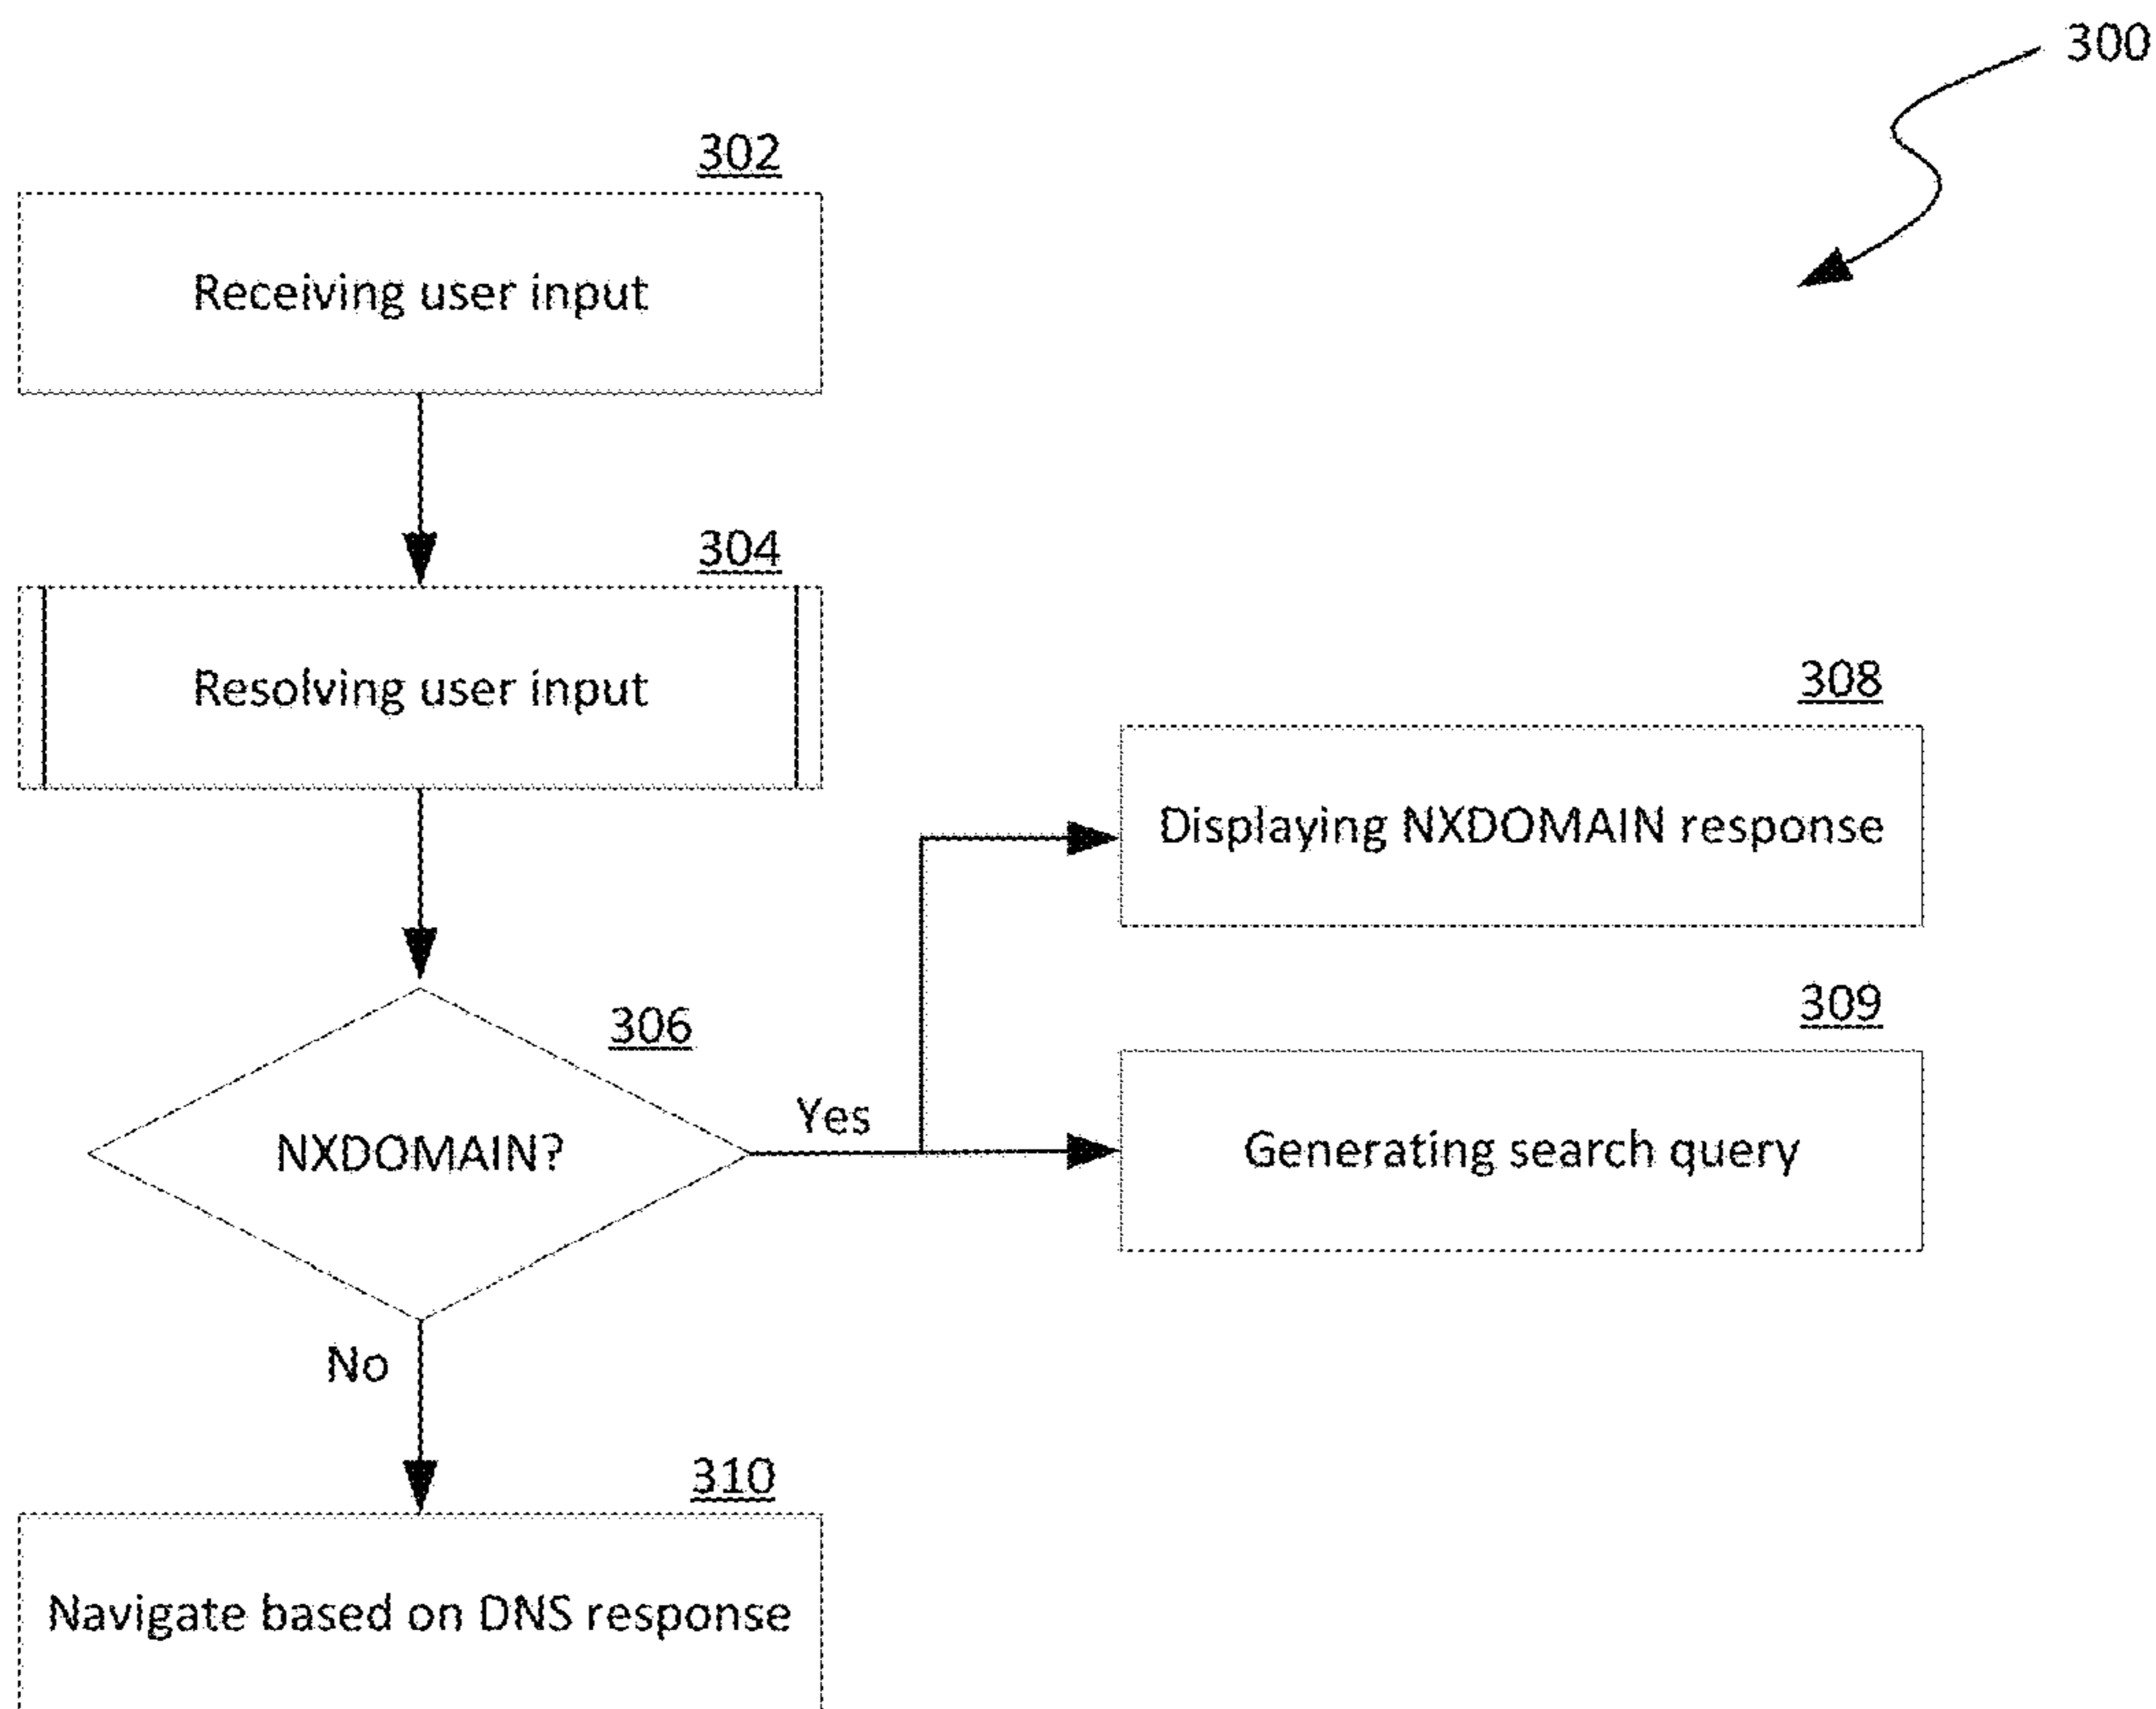 300
302
Receiving user input
304
Resolving user input
308
Displaying NXDOMAIN response
309
306
Yes
NXDOMAIN?
Generating search query
No
310
Navigate based on DNS response